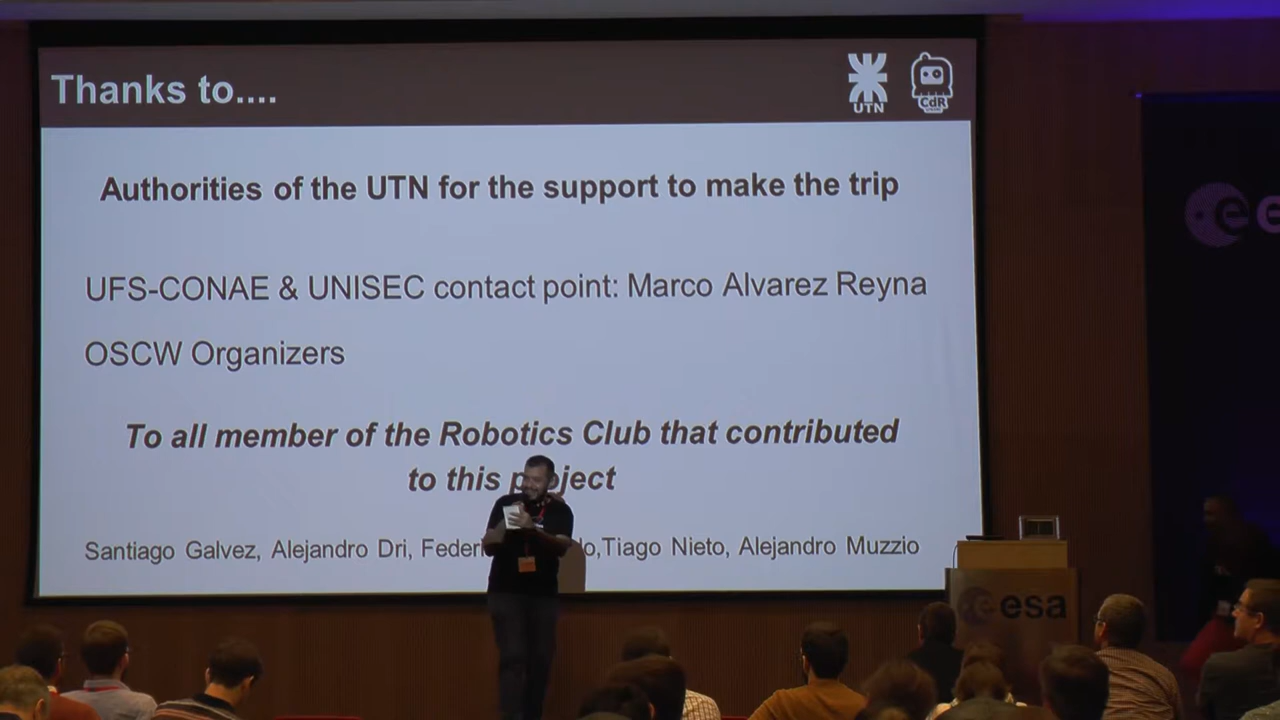 Thanks to....
UTN
CdR
Authorities of the UTN for the support to make the trip
UFS-CONAE & UNISEC contact point: Marco Alvarez Reyna
OSCW Organizers
To all member of the Robotics Club that contributed
to this project
Santiago Galvez, Alejandro Dri, Tiago Nieto, Alejandro Muzzio
esa